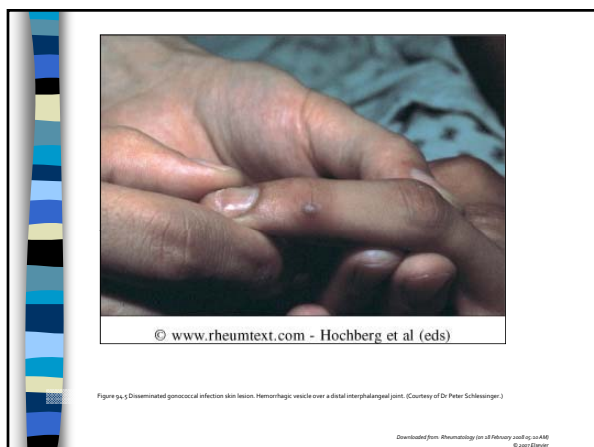 © www.rheumtext.com - Hochberg et al (eds)
Figure 94.5 Disseminated gonococcal infection skin lesion. Hemorrhagic vesicle over a distal interphalangeal joint. (Courtesy of Dr Peter Schlessinger.)
Downloaded from: Rheumatology (on 18 February 2008 05:20 AM)
© 2007 Elsevier